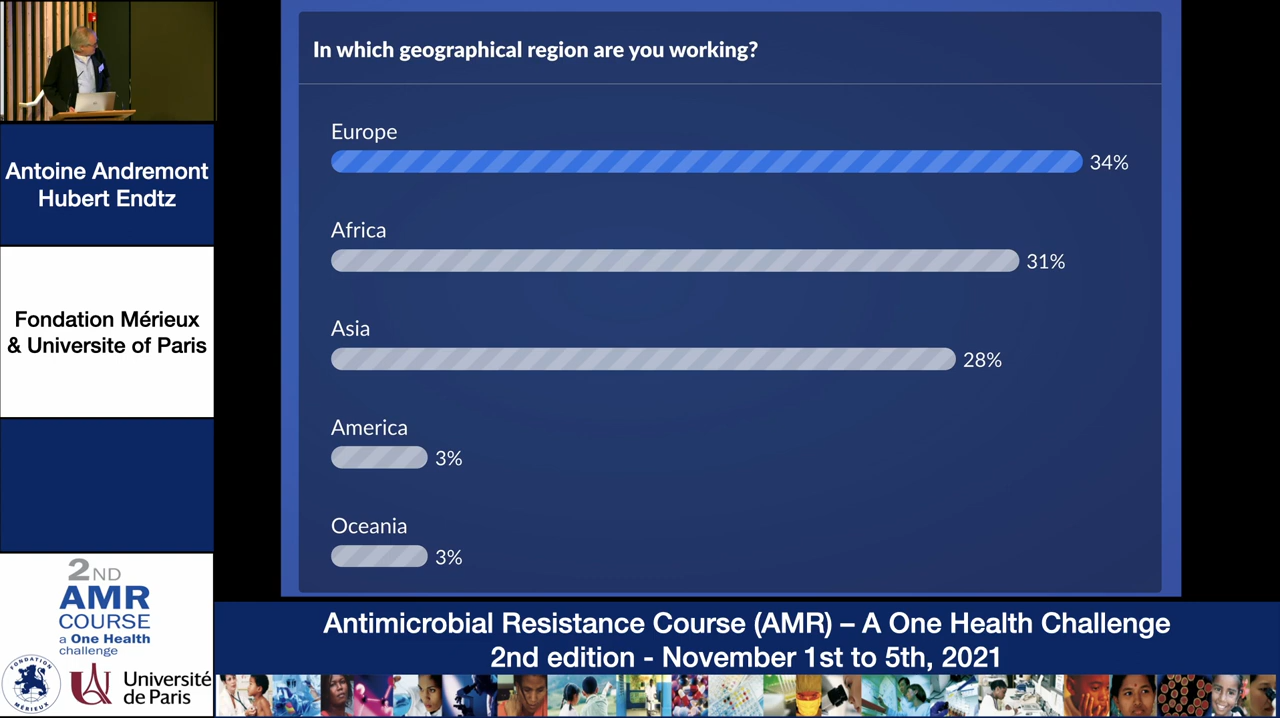 In which geographical region are you working?
Europe
34%
Africa
31%
Asia
28%
America
3%
Oceania
3%
Antoine Andremont
Hubert Endtz
Fondation Mérieux
& Universite of Paris
2ND
AMR
COURSE
a One Health
challenge
FONDATION
MÉRIEUX
Université
de Paris
Antimicrobial Resistance Course (AMR) – A One Health Challenge
2nd edition - November 1st to 5th, 2021